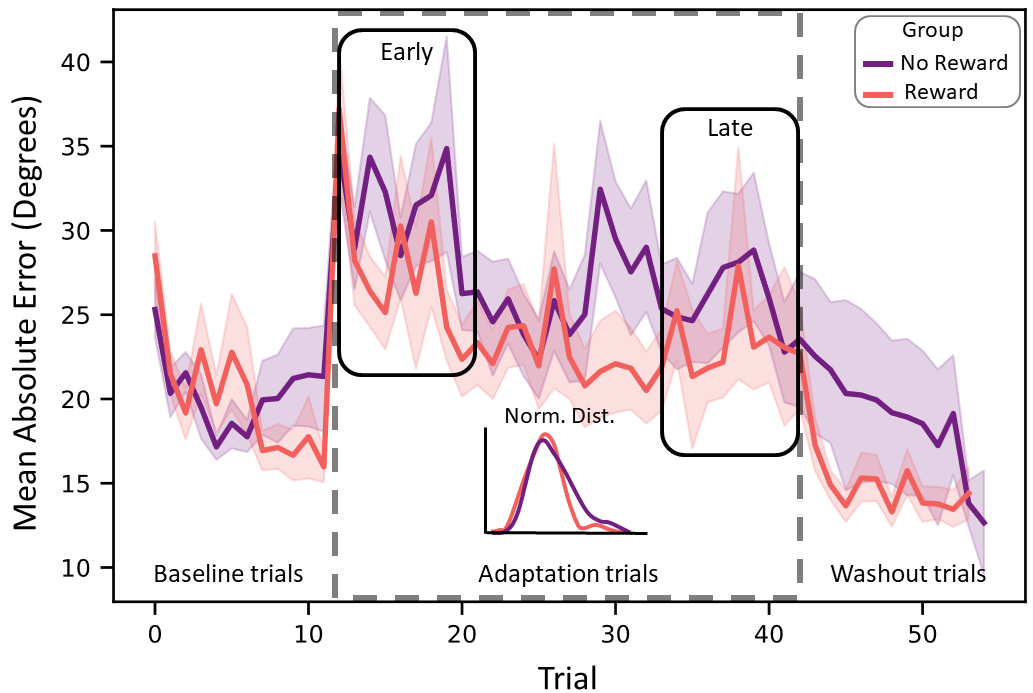 Mean Absolute Error (Degrees)
40
35
30
25
20
15
10
Early
Late
Group
No Reward
Reward
Norm. Dist.
Baseline trials
Adaptation trials
Washout trials
0
10
20
30
40
50
Trial